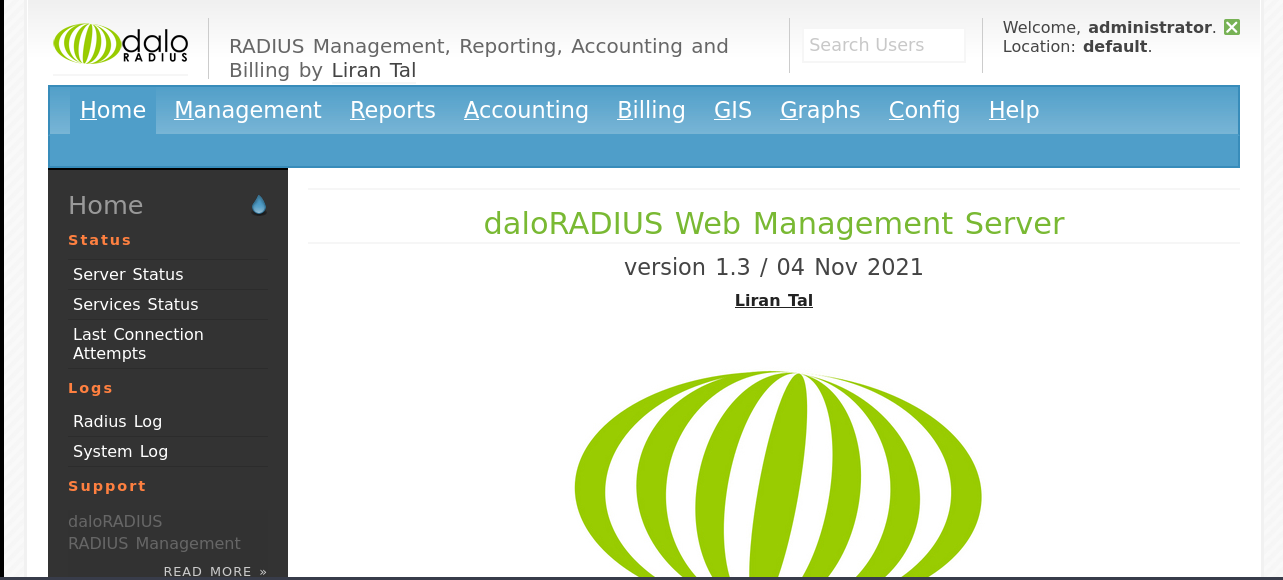 dalo
RADIUS
RADIUS Management, Reporting, Accounting and
Billing by Liran Tal
Search Users
Welcome, administrator.
Location: default.
Home Management Reports Accounting Billing GIS Graphs Config Help
Home
Status
Server Status
Services Status
Last Connection
Attempts
Logs
Radius Log
System Log
Support
daloRADIUS
RADIUS Management
READ MORE »
daloRADIUS Web Management Server
version 1.3 / 04 Nov 2021
Liran Tal